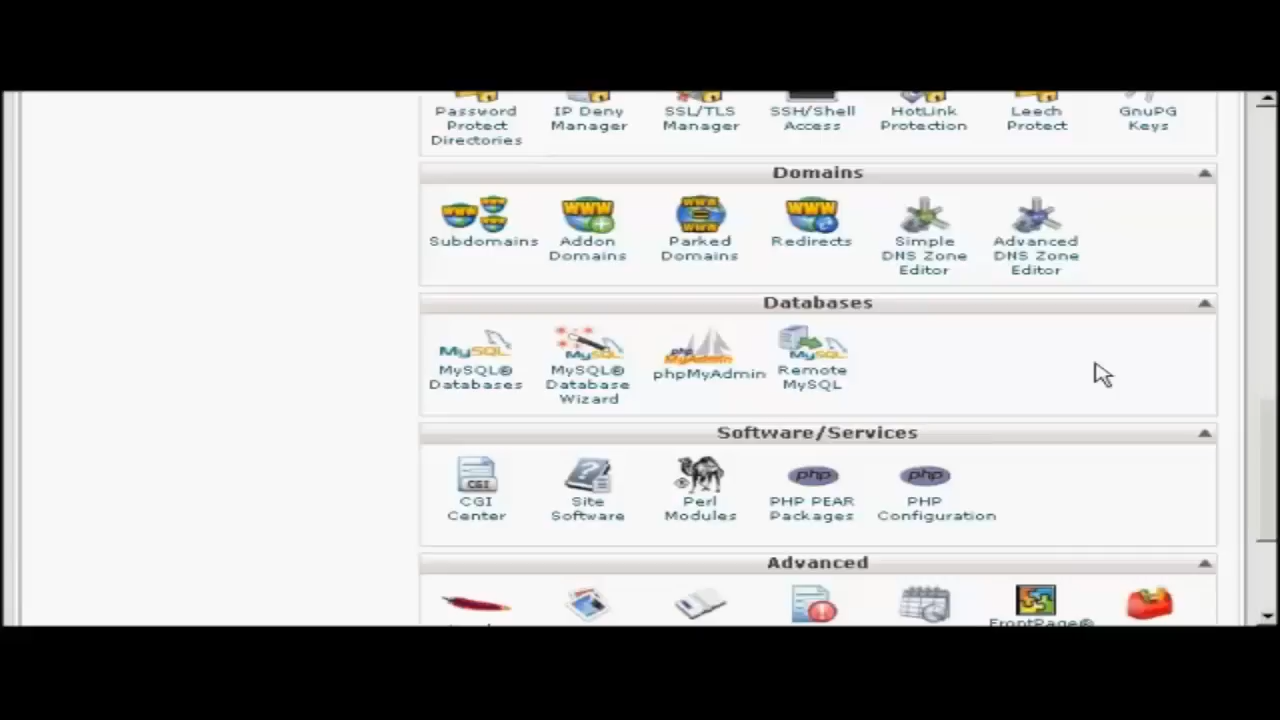 Password Protect Directories
IP Deny Manager
SSL/TLS Manager
SSH/Shell Access
HotLink Protection
Leech Protect
GnuPG Keys
Domains
Subdomains
Addon Domains
Parked Domains
Redirects
Simple DNS Zone Editor
Advanced DNS Zone Editor
Databases
MySQL® Databases
MySQL® Database Wizard
phpMyAdmin
Remote MySQL
Software/Services
CGI Center
Site Software
Perl Modules
PHP PEAR Packages
PHP Configuration
Advanced
FrontPage®